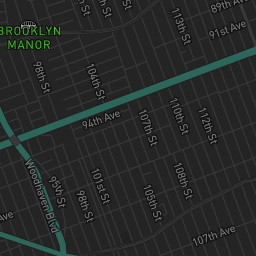 89th Ave
113th St
BROOKLYN
MANOR
91st Ave
98th St
104th St
94th Ave
107th St
110th St
112th St
Woodhaven Blvd
95th St
98th St
101st St
105th St
108th St
Ave
107th Ave